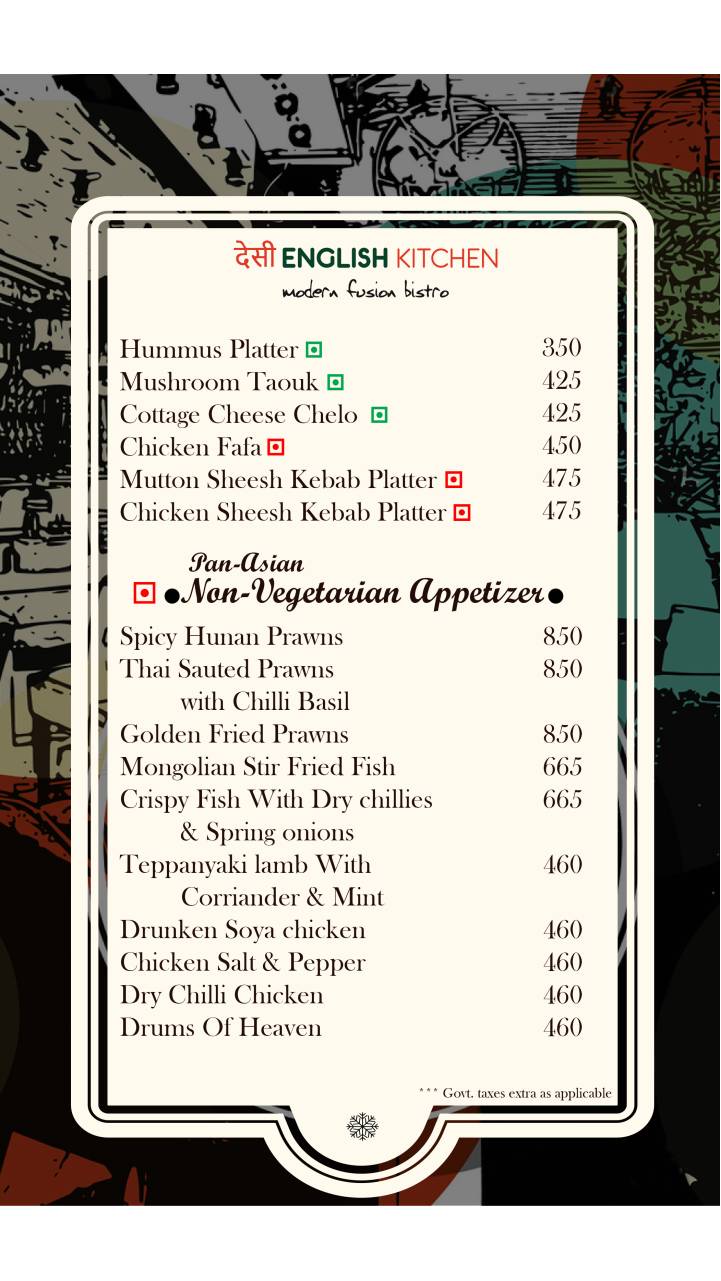 देसी ENGLISH KITCHEN
modern fusion bistro
Hummus Platter 350
Mushroom Taouk 425
Cottage Cheese Chelo 425
Chicken Fafa 450
Mutton Sheesh Kebab Platter 475
Chicken Sheesh Kebab Platter 475
Pan-Asian
Non-Vegetarian Appetizer
Spicy Hunan Prawns 850
Thai Sauted Prawns 850
with Chilli Basil
Golden Fried Prawns 850
Mongolian Stir Fried Fish 665
Crispy Fish With Dry chillies 665
& Spring onions
Teppanyaki lamb With 460
Corriander & Mint
Drunken Soya chicken 460
Chicken Salt & Pepper 460
Dry Chilli Chicken 460
Drums Of Heaven 460
*** Govt. taxes extra as applicable